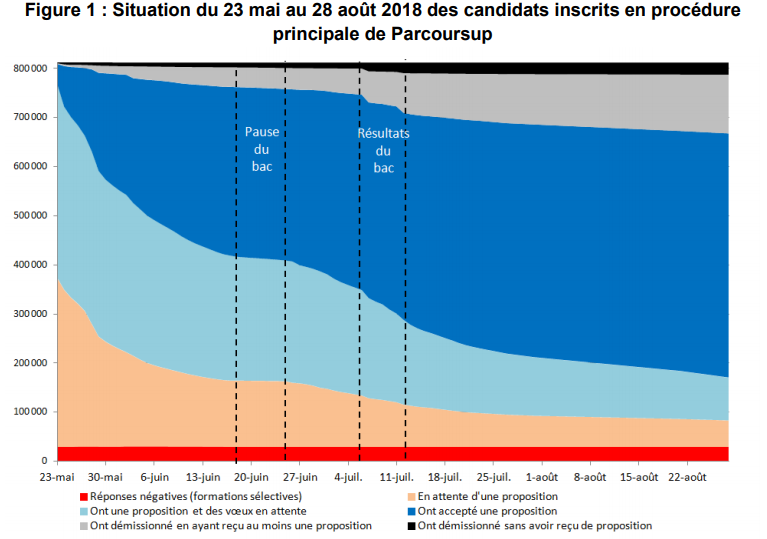 Figure 1 : Situation du 23 mai au 28 août 2018 des candidats inscrits en procédure
principale de Parcoursup
800 000
700 000
600 000
500 000
400 000
300 000
200 000
100 000
0
Pause
du
bac
Résultats
du
bac
23-mai 30-mai 6-juin 13-juin 20-juin 27-juin 4-juil. 11-juil. 18-juil. 25-juil. 1-août 8-août 15-août 22-août
Réponses négatives (formations sélectives) En attente d'une proposition
Ont une proposition et des vœux en attente Ont accepté une proposition
Ont démissionné en ayant reçu au moins une proposition Ont démissionné sans avoir reçu de proposition